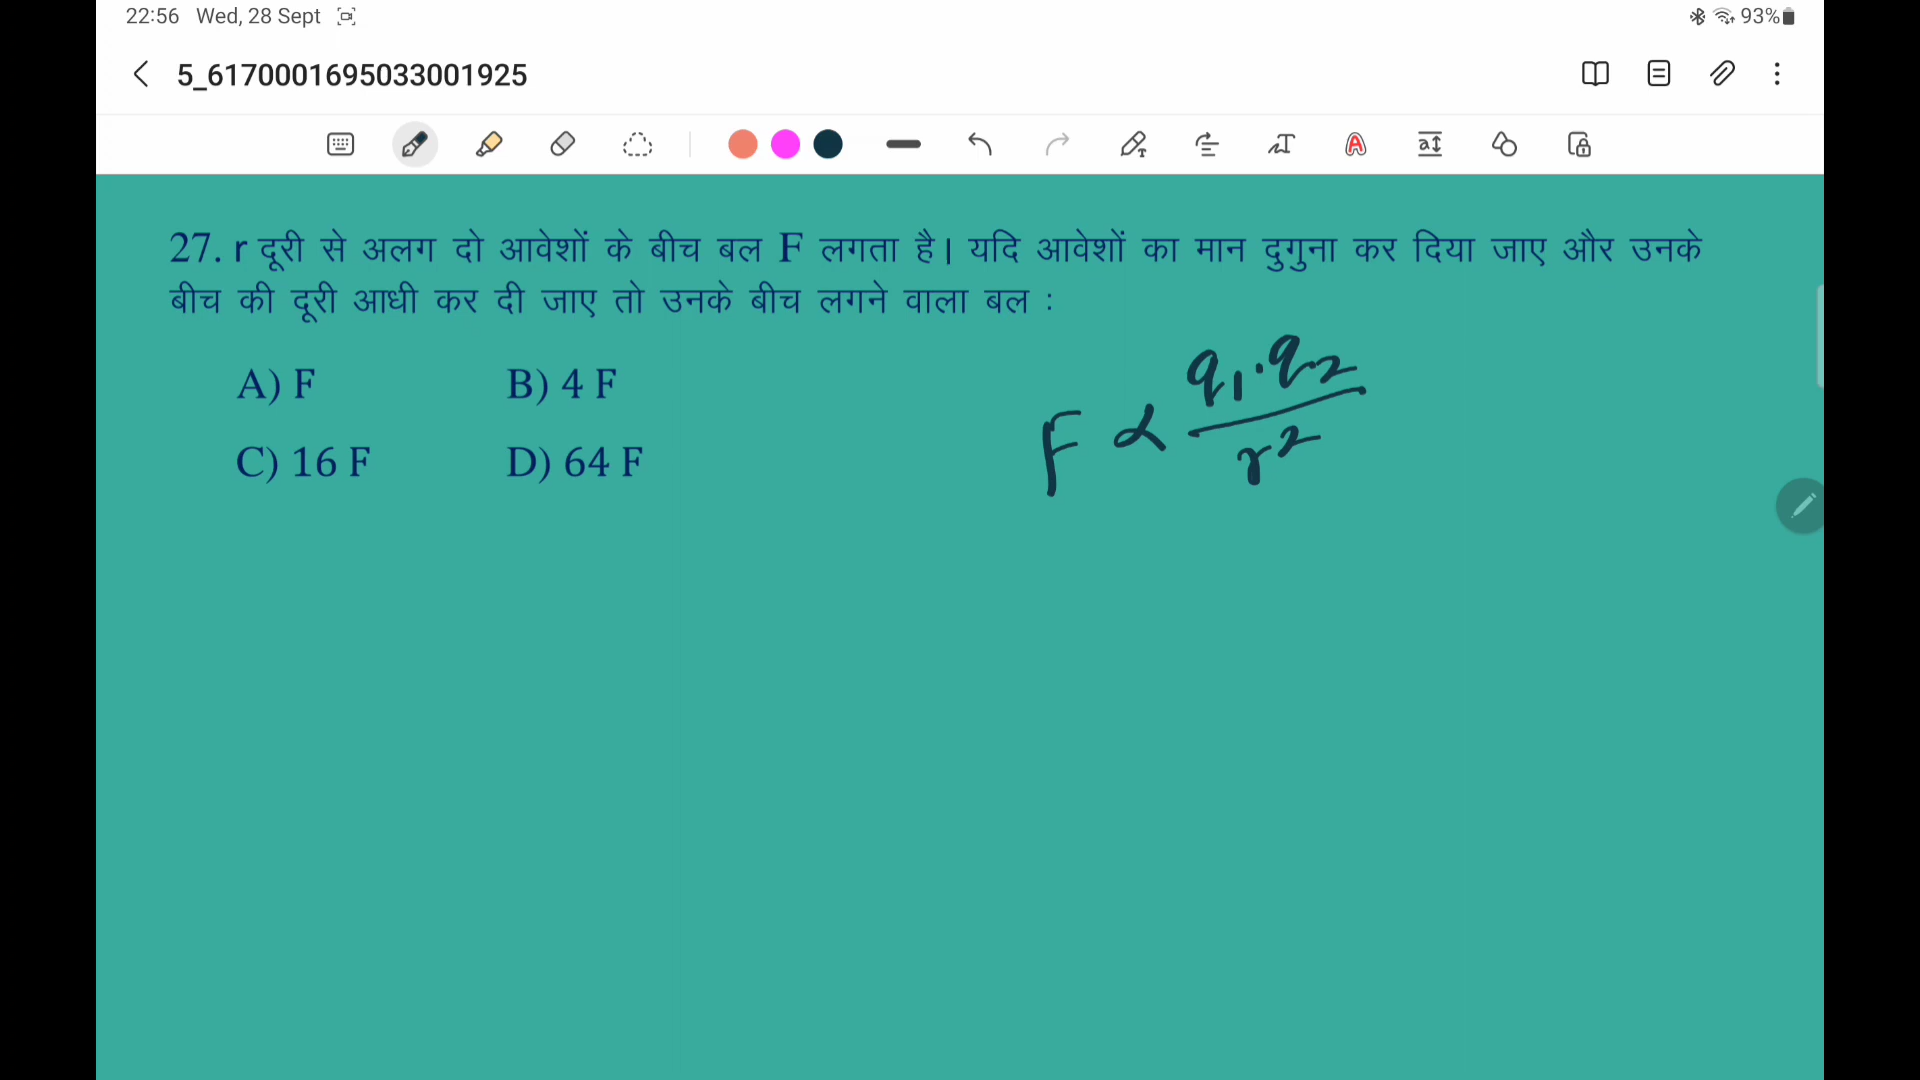 22:56 Wed, 28 Sept 93%
5_6170001695033001925
27. r दूरी से अलग दो आवेशों के बीच बल F लगता है। यदि आवेशों का मान दुगुना कर दिया जाए और उनके
बीच की दूरी आधी कर दी जाए तो उनके बीच लगने वाला बल :
A) F B) 4 F
C) 16 F D) 64 F
F ∝ q₁·q₂ / r²